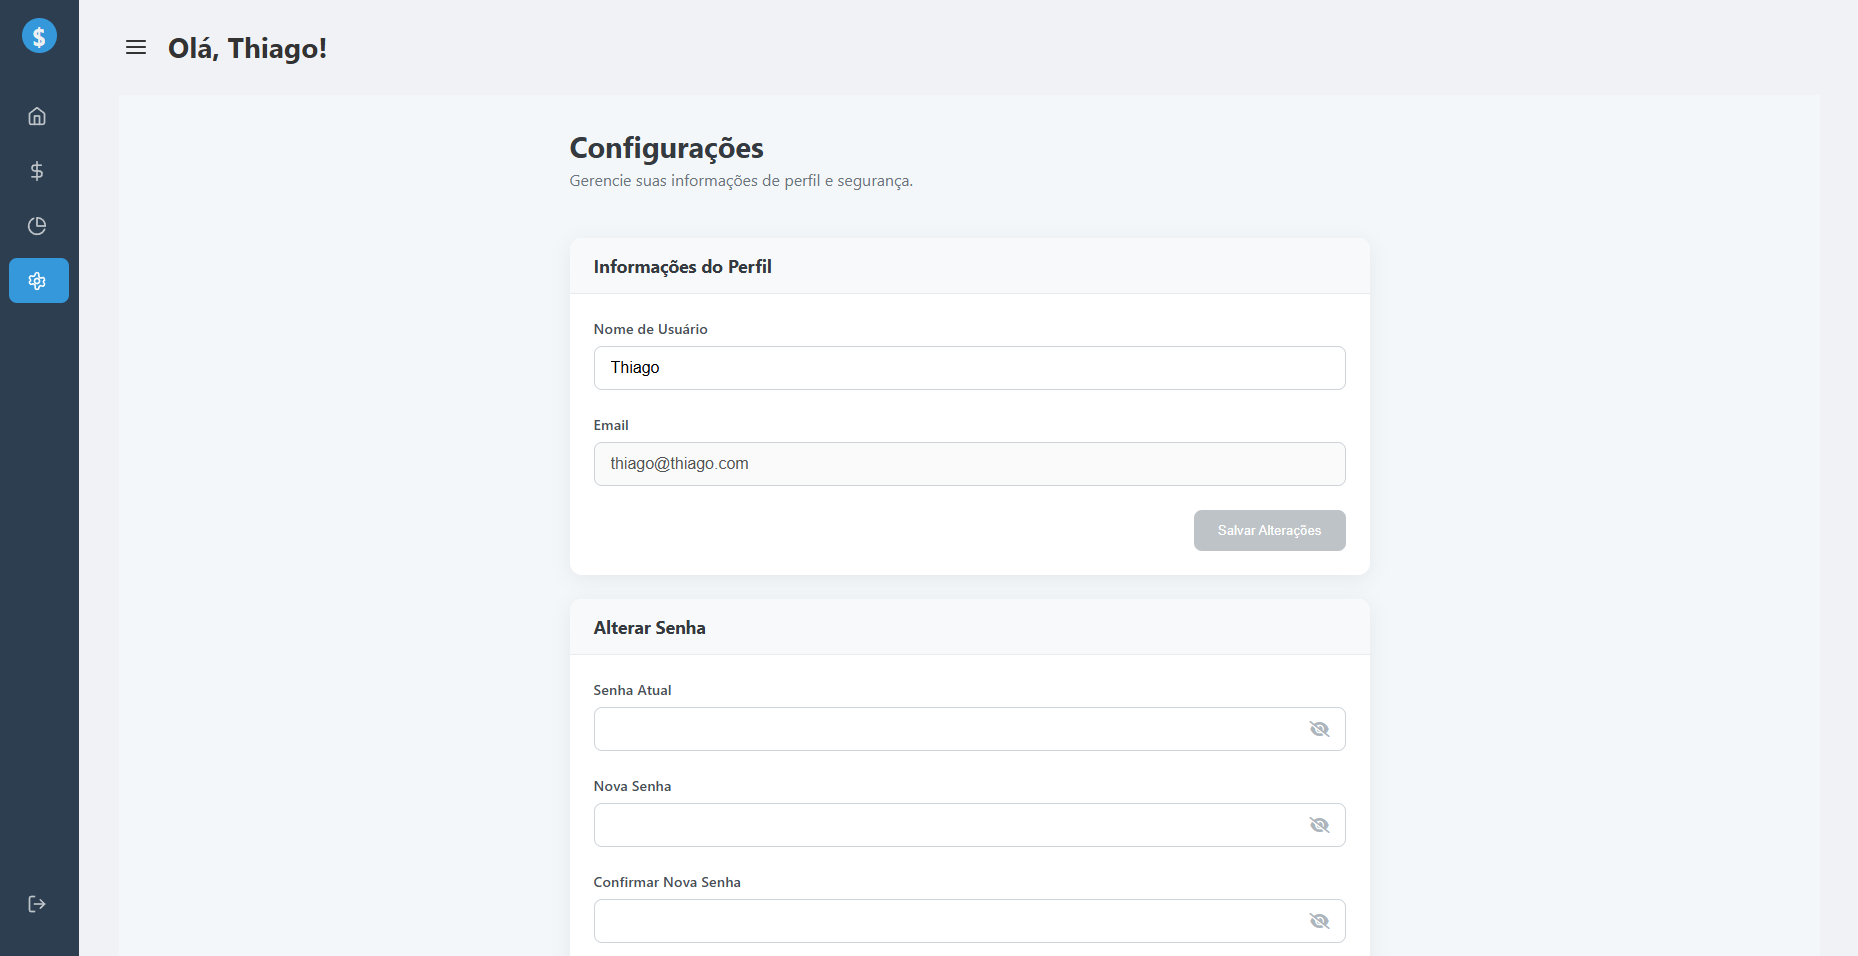 $
Olá, Thiago!
Configurações
Gerencie suas informações de perfil e segurança.
Informações do Perfil
Nome de Usuário
Thiago
Email
thiago@thiago.com
Salvar Alterações
Alterar Senha
Senha Atual
Nova Senha
Confirmar Nova Senha